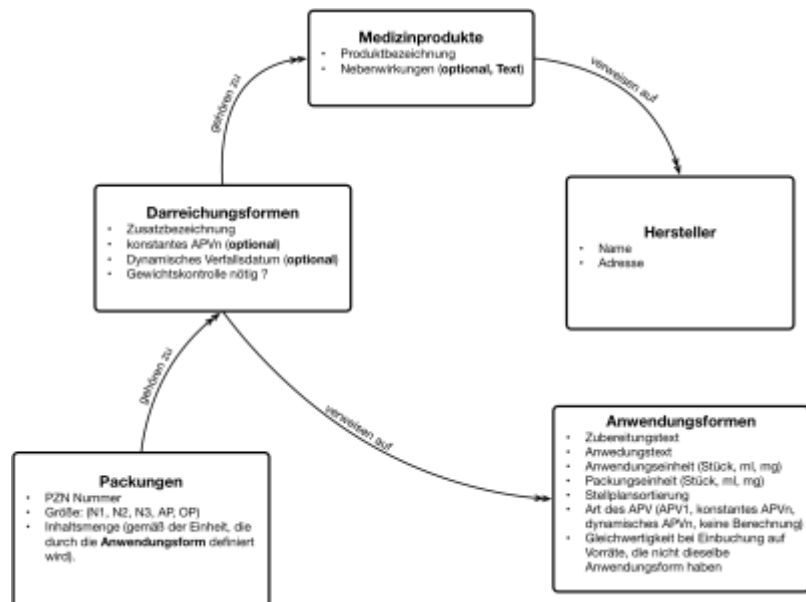 Medizinprodukte
• Produktbezeichnung
• Nebenwirkungen (optional, Text)
gehören zu
verweisen auf
Darreichungsformen
• Zusatzbezeichnung
• konstantes APVn (optional)
• Dynamisches Verfallsdatum (optional)
• Gewichtskontrolle nötig ?
Hersteller
• Name
• Adresse
gehören zu
verweisen auf
Packungen
• PZN Nummer
• Größe: (N1, N2, N3, AP, OP)
• Inhaltsmenge (gemäß der Einheit, die
durch die Anwendungsform definiert
wird).
Anwendungsformen
• Zubereitungstext
• Anwedungstext
• Anwendungseinheit (Stück, ml, mg)
• Packungseinheit (Stück, ml, mg)
• Stellplansortierung
• Art des APV (APV1, konstantes APVn,
dynamisches APVn, keine Berechnung)
• Gleichwertigkeit bei Einbuchung auf
Vorräte, die nicht dieselbe
Anwendungsform haben